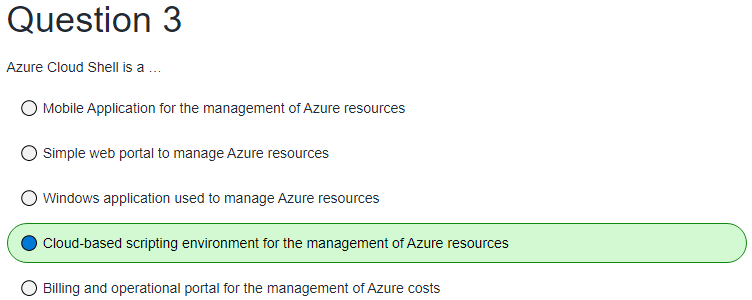 Question 3
Azure Cloud Shell is a ...
Mobile Application for the management of Azure resources
Simple web portal to manage Azure resources
Windows application used to manage Azure resources
Cloud-based scripting environment for the management of Azure resources
Billing and operational portal for the management of Azure costs